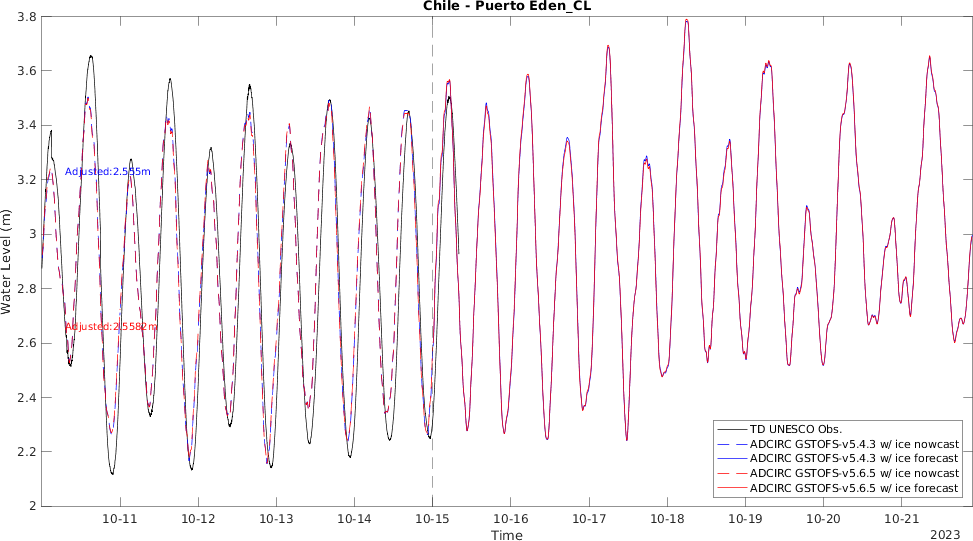 Chile - Puerto Eden_CL
3.8
3.6
3.4
3.2
3
2.8
2.6
2.4
2.2
2
Water Level (m)
Adjusted:2.555m
Adjusted:2.5582m
TD UNESCO Obs.
ADCIRC GSTOFS-v5.4.3 w/ ice nowcast
ADCIRC GSTOFS-v5.4.3 w/ ice forecast
ADCIRC GSTOFS-v5.6.5 w/ ice nowcast
ADCIRC GSTOFS-v5.6.5 w/ ice forecast
10-11 10-12 10-13 10-14 10-15 10-16 10-17 10-18 10-19 10-20 10-21
Time
2023